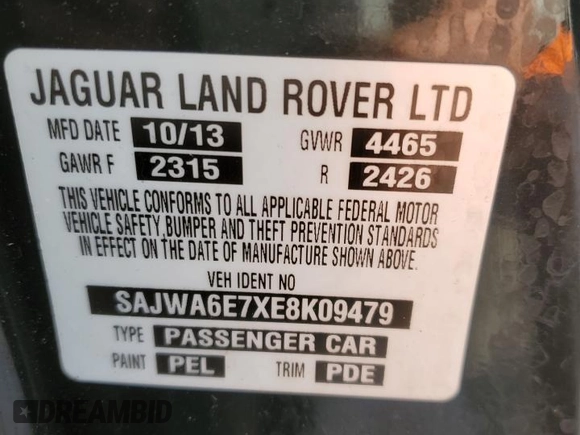 JAGUAR LAND ROVER LTD
MFD DATE 10/13 GVWR 4465
GAWR F 2315 R 2426
THIS VEHICLE CONFORMS TO ALL APPLICABLE FEDERAL MOTOR
VEHICLE SAFETY, BUMPER AND THEFT PREVENTION STANDARDS
IN EFFECT ON THE DATE OF MANUFACTURE SHOWN ABOVE.
VEH IDENT NO
SAJWA6E7XE8K09479
TYPE PASSENGER CAR
PAINT PEL TRIM PDE
DREAMBID